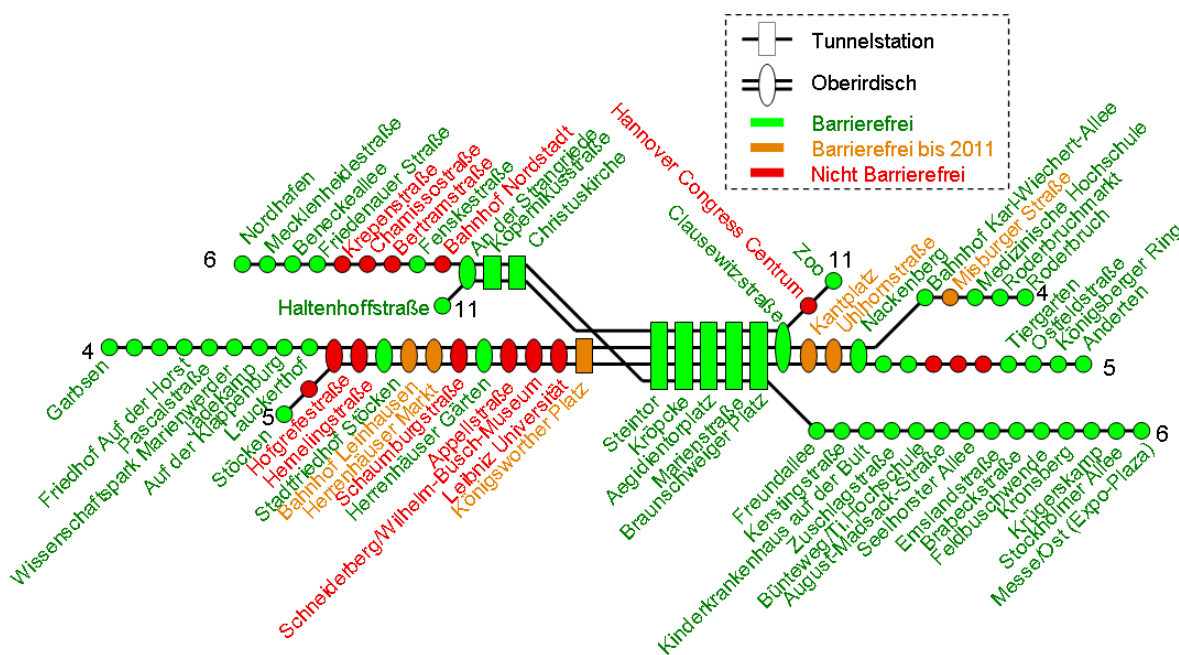 Tunnelstation
Oberirdisch
Barrierefrei
Barrierefrei bis 2011
Nicht Barrierefrei
6
Nordhafen
Mecklenheidestraße
Beneckeallee
Friedenauer Straße
Krepenstraße
Chamissostraße
Bertramstraße
Fenskestraße
Bahnhof Nordstadt
An der Strangriede
Kopernikusstraße
Christuskirche
Haltenhoffstraße
11
Clausewitzstraße
Hannover Congress Centrum
Zoo
11
Kantplatz
Uhlhornstraße
Nackenberg
Bahnhof Karl-Wiechert-Allee
Misburger Straße
Medizinische Hochschule
Roderbruchmarkt
Roderbruch
4
Tiergarten
Ostfeldstraße
Königsberger Ring
Anderten
5
4
Garbsen
Friedhof Auf der Horst
Pascalstraße
Wissenschaftspark Marienwerder
Jädekamp
Auf der Klappenburg
Lauckerthof
5
Stöcken
Hofgrefestraße
Hemelingstraße
Stadtfriedhof Stöcken
Bahnhof Leinhausen
Herrenhäuser Markt
Schaumburgstraße
Herrenhäuser Gärten
Appellstraße
Schneiderberg/Wilhelm-Busch-Museum
Leibniz Universität
Königsworther Platz
Steintor
Kröpcke
Aegidientorplatz
Marienstraße
Braunschweiger Platz
Freundallee
Kerstingstraße
Kinderkrankenhaus auf der Bult
Zuschlagstraße
Bünteweg/Ti.Hochschule
August-Madsack-Straße
Seelhorster Allee
Emslandstraße
Brabeckstraße
Feldbuschwende
Kronsberg
Krügerskamp
Stockholmer Allee
Messe/Ost (Expo-Plaza)
6